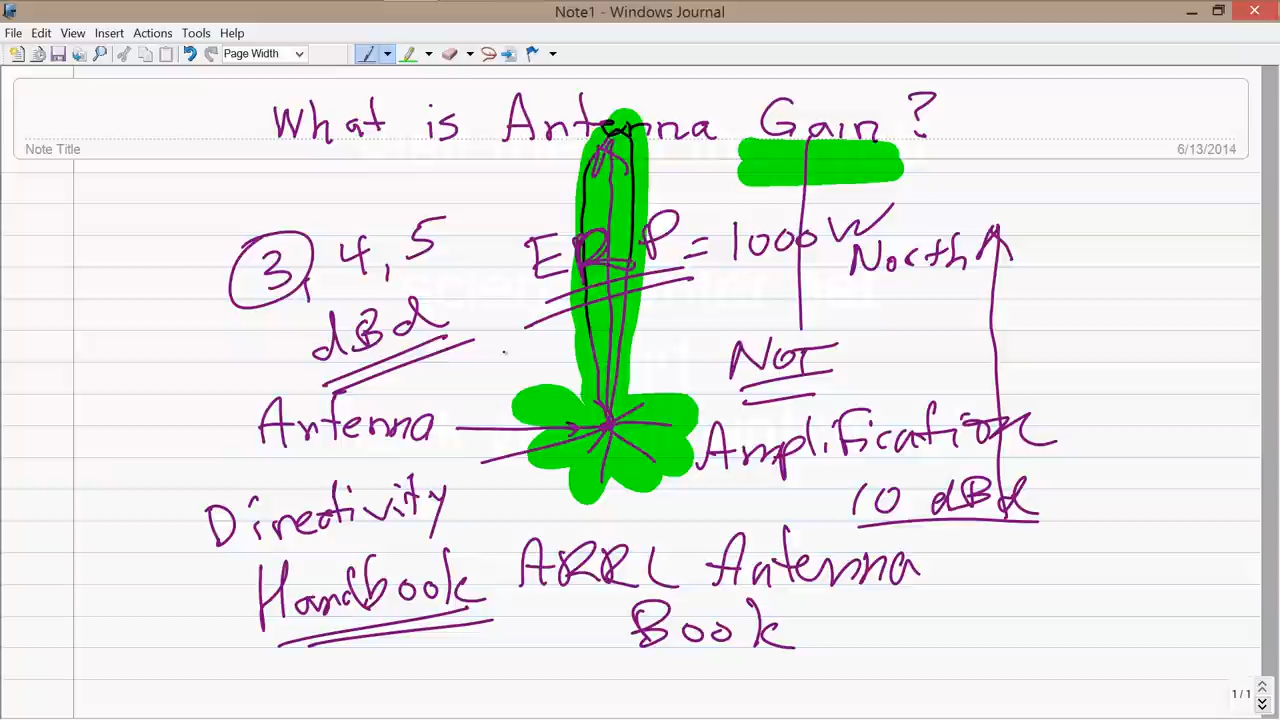 Note1 - Windows Journal
File Edit View Insert Actions Tools Help
Page Width
What is Antenna Gain?
Note Title
6/13/2014
3, 4, 5
dBd
ERP = 1000 W
North
NOT
Antenna
Amplification
10 dBd
Directivity
Handbook
ARRL Antenna
Book
1/1